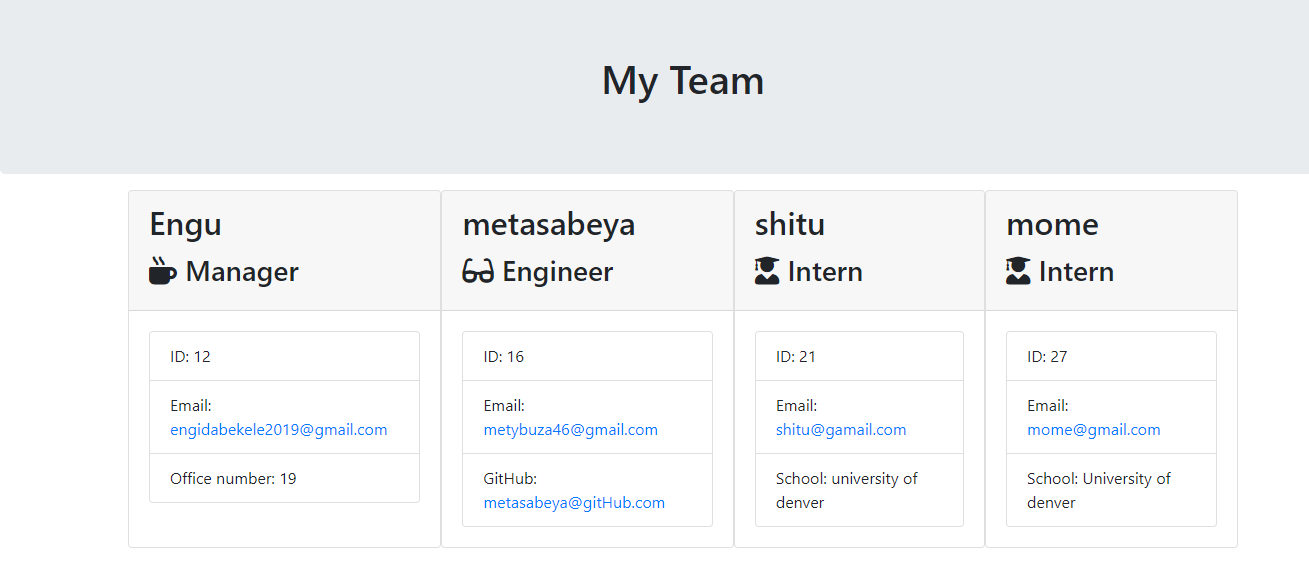 My Team
Engu
Manager
ID: 12
Email:
engidabekele2019@gmail.com
Office number: 19
metasabeya
Engineer
ID: 16
Email:
metybuza46@gmail.com
GitHub:
metasabeya@gitHub.com
shitu
Intern
ID: 21
Email:
shitu@gamail.com
School: university of
denver
mome
Intern
ID: 27
Email:
mome@gmail.com
School: University of
denver